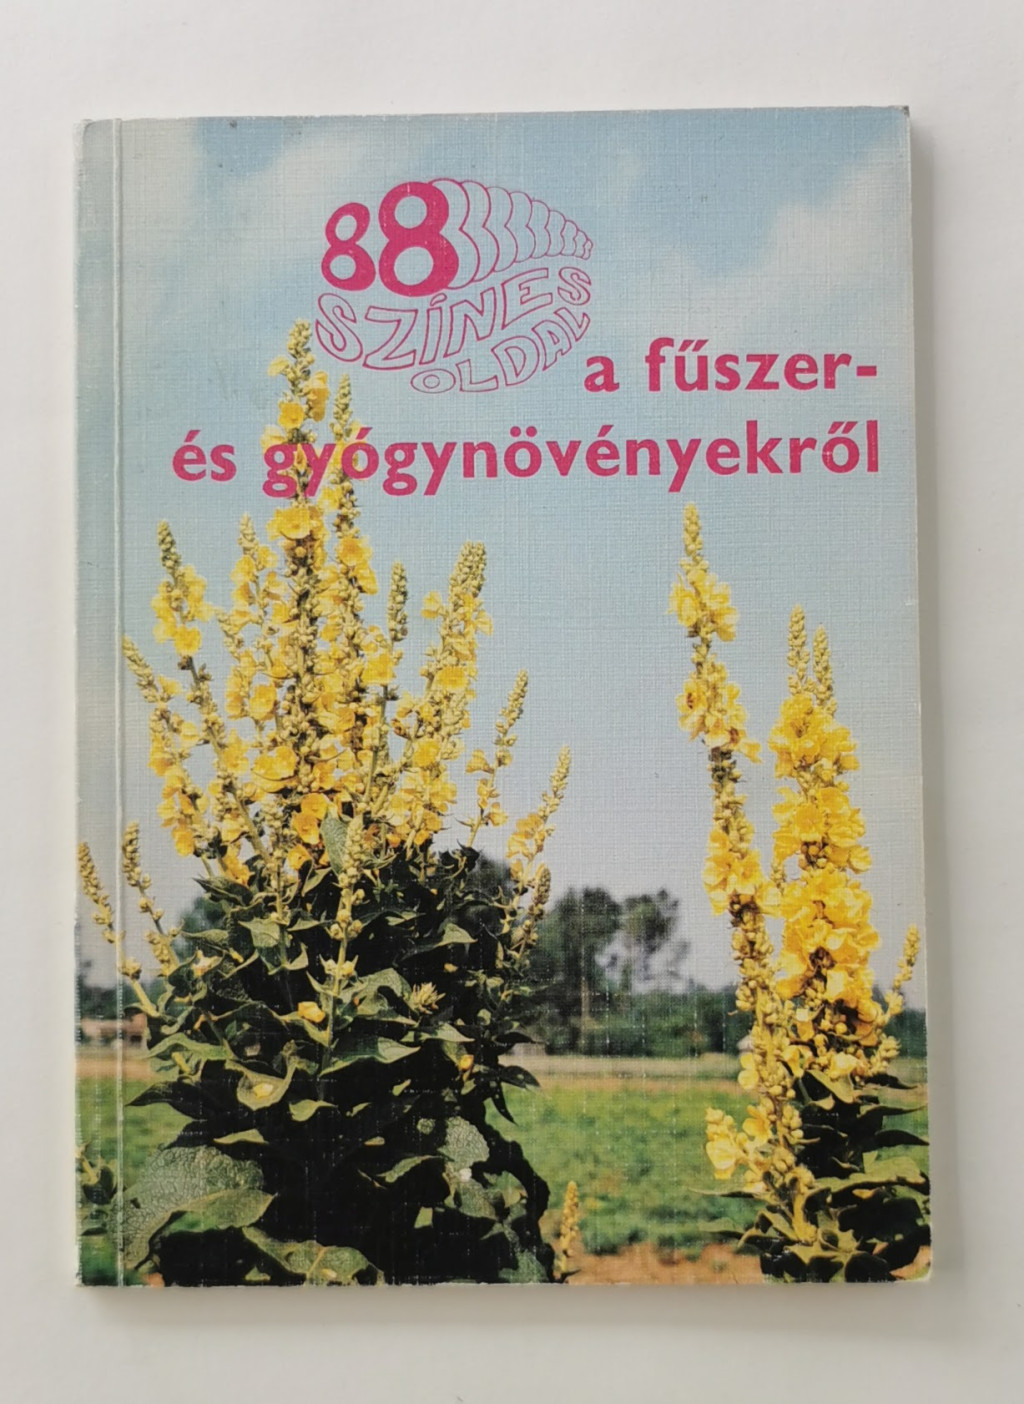 88
SZÍNES
OLDAL
a fűszer-
és gyógynövényekről